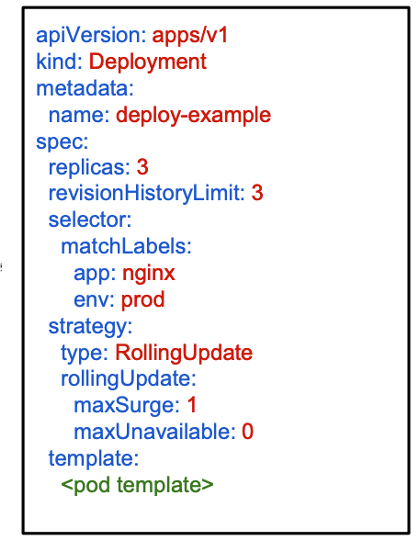 apiVersion: apps/v1
kind: Deployment
metadata:
  name: deploy-example
spec:
  replicas: 3
  revisionHistoryLimit: 3
  selector:
    matchLabels:
      app: nginx
      env: prod
  strategy:
    type: RollingUpdate
    rollingUpdate:
      maxSurge: 1
      maxUnavailable: 0
  template:
    <pod template>